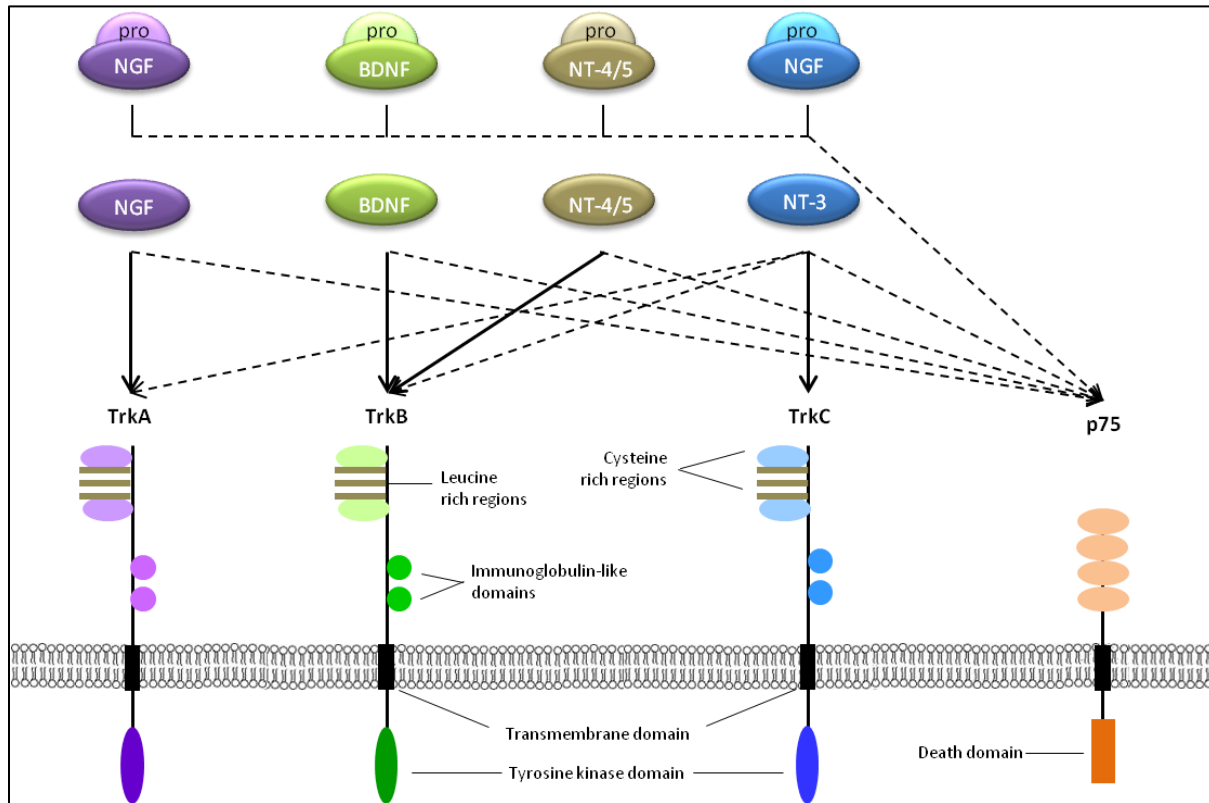 pro pro pro pro
NGF BDNF NT-4/5 NGF
NGF BDNF NT-4/5 NT-3
TrkA TrkB TrkC p75
Leucine
rich regions
Cysteine
rich regions
Immunoglobulin-like
domains
Transmembrane domain
Tyrosine kinase domain
Death domain